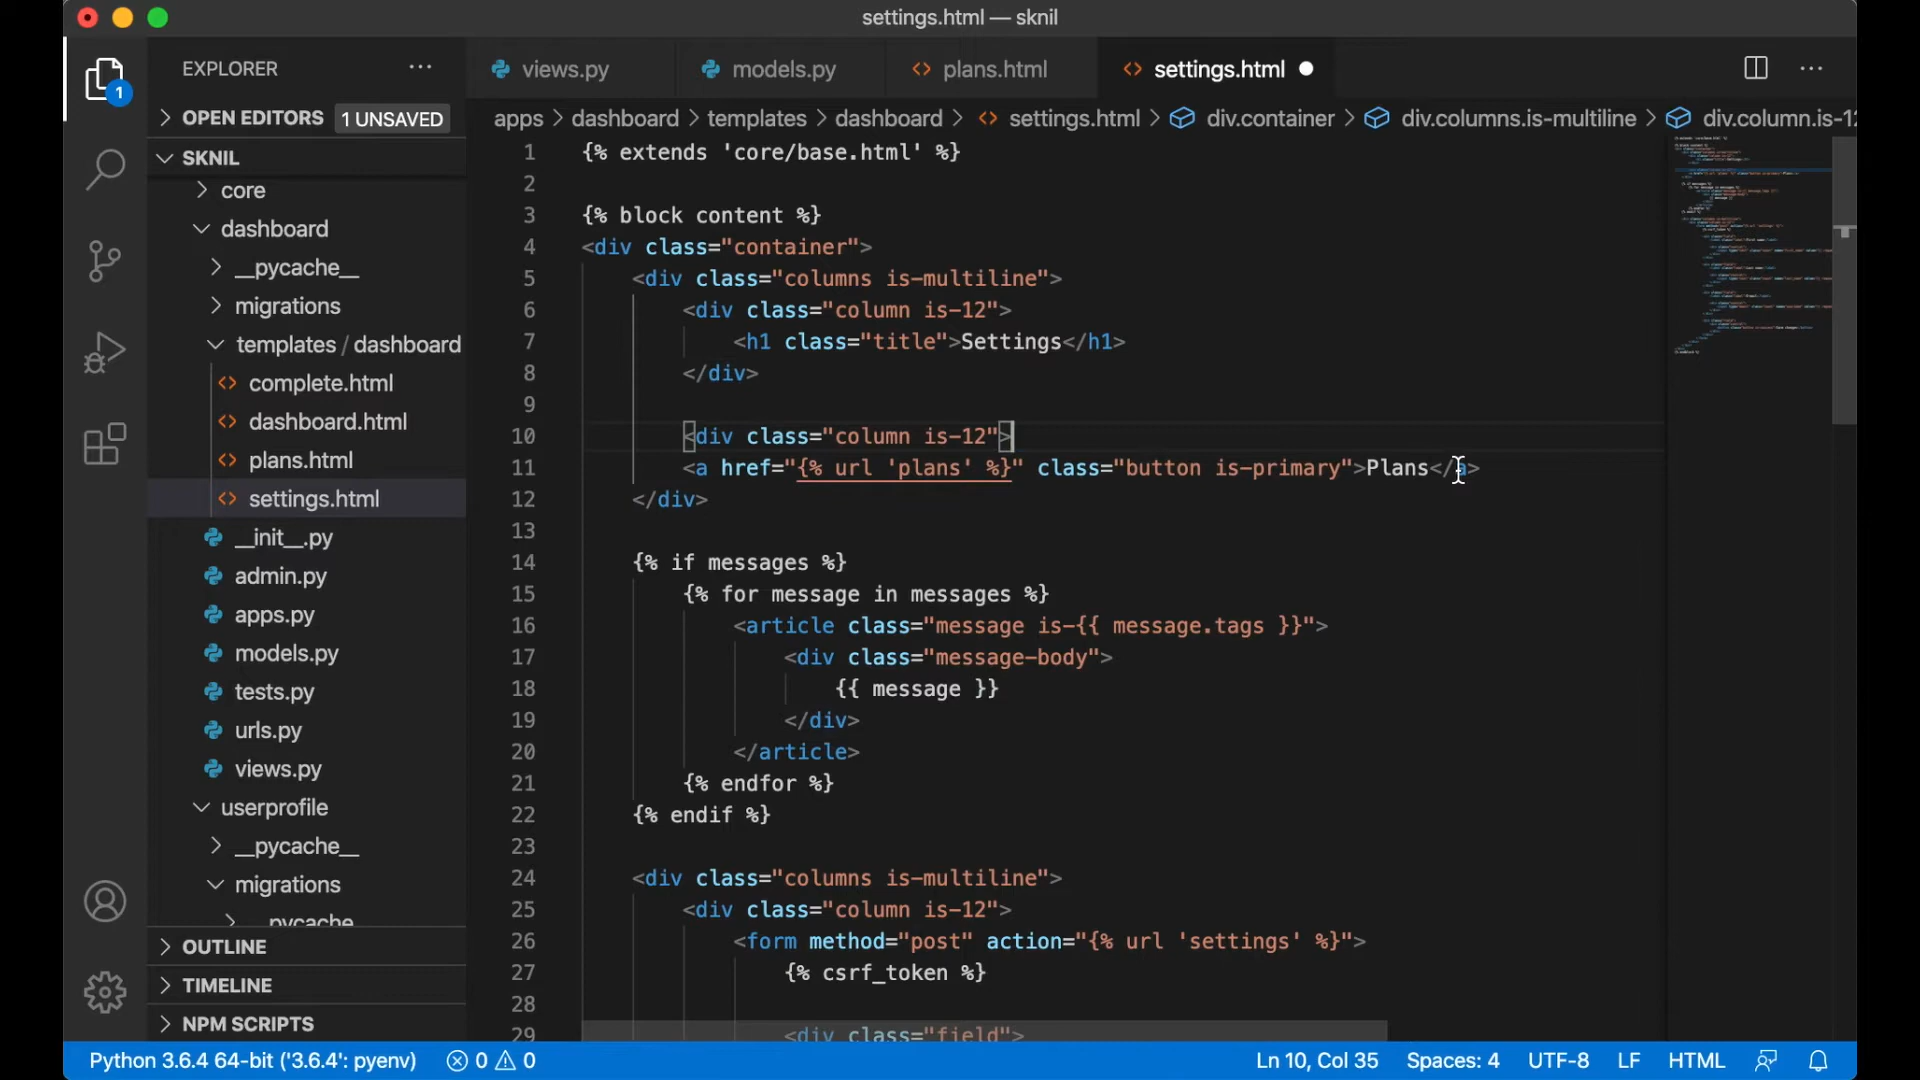 settings.html — sknil
EXPLORER
views.py
models.py
plans.html
settings.html
1
OPEN EDITORS 1 UNSAVED
apps > dashboard > templates > dashboard > settings.html > div.container > div.columns.is-multiline > div.column.is-12
SKNIL
core
dashboard
__pycache__
migrations
templates / dashboard
complete.html
dashboard.html
plans.html
settings.html
__init__.py
admin.py
apps.py
models.py
tests.py
urls.py
views.py
userprofile
__pycache__
migrations
__pycache__
OUTLINE
TIMELINE
NPM SCRIPTS
1 {% extends 'core/base.html' %}
2
3 {% block content %}
4 <div class="container">
5 <div class="columns is-multiline">
6 <div class="column is-12">
7 <h1 class="title">Settings</h1>
8 </div>
9
10 <div class="column is-12">
11 <a href="{% url 'plans' %}" class="button is-primary">Plans</a>
12 </div>
13
14 {% if messages %}
15 {% for message in messages %}
16 <article class="message is-{{ message.tags }}">
17 <div class="message-body">
18 {{ message }}
19 </div>
20 </article>
21 {% endfor %}
22 {% endif %}
23
24 <div class="columns is-multiline">
25 <div class="column is-12">
26 <form method="post" action="{% url 'settings' %}">
27 {% csrf_token %}
28
29 <div class="field">
Python 3.6.4 64-bit ('3.6.4': pyenv) 0 0 Ln 10, Col 35 Spaces: 4 UTF-8 LF HTML